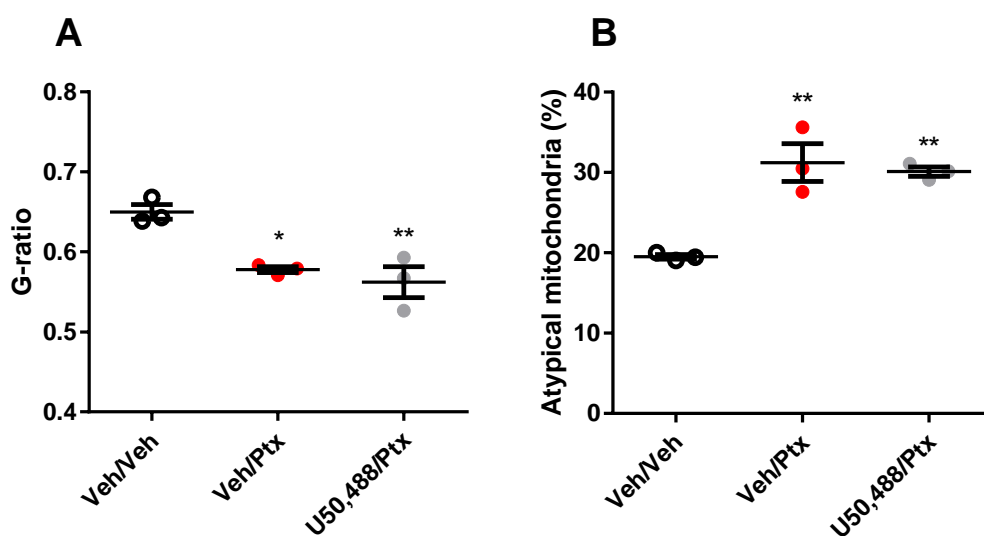 A
G-ratio
0.8
0.7
0.6
0.5
0.4
*
**
Veh/Veh
Veh/Ptx
U50,488/Ptx
B
Atypical mitochondria (%)
40
30
20
10
0
**
**
Veh/Veh
Veh/Ptx
U50,488/Ptx